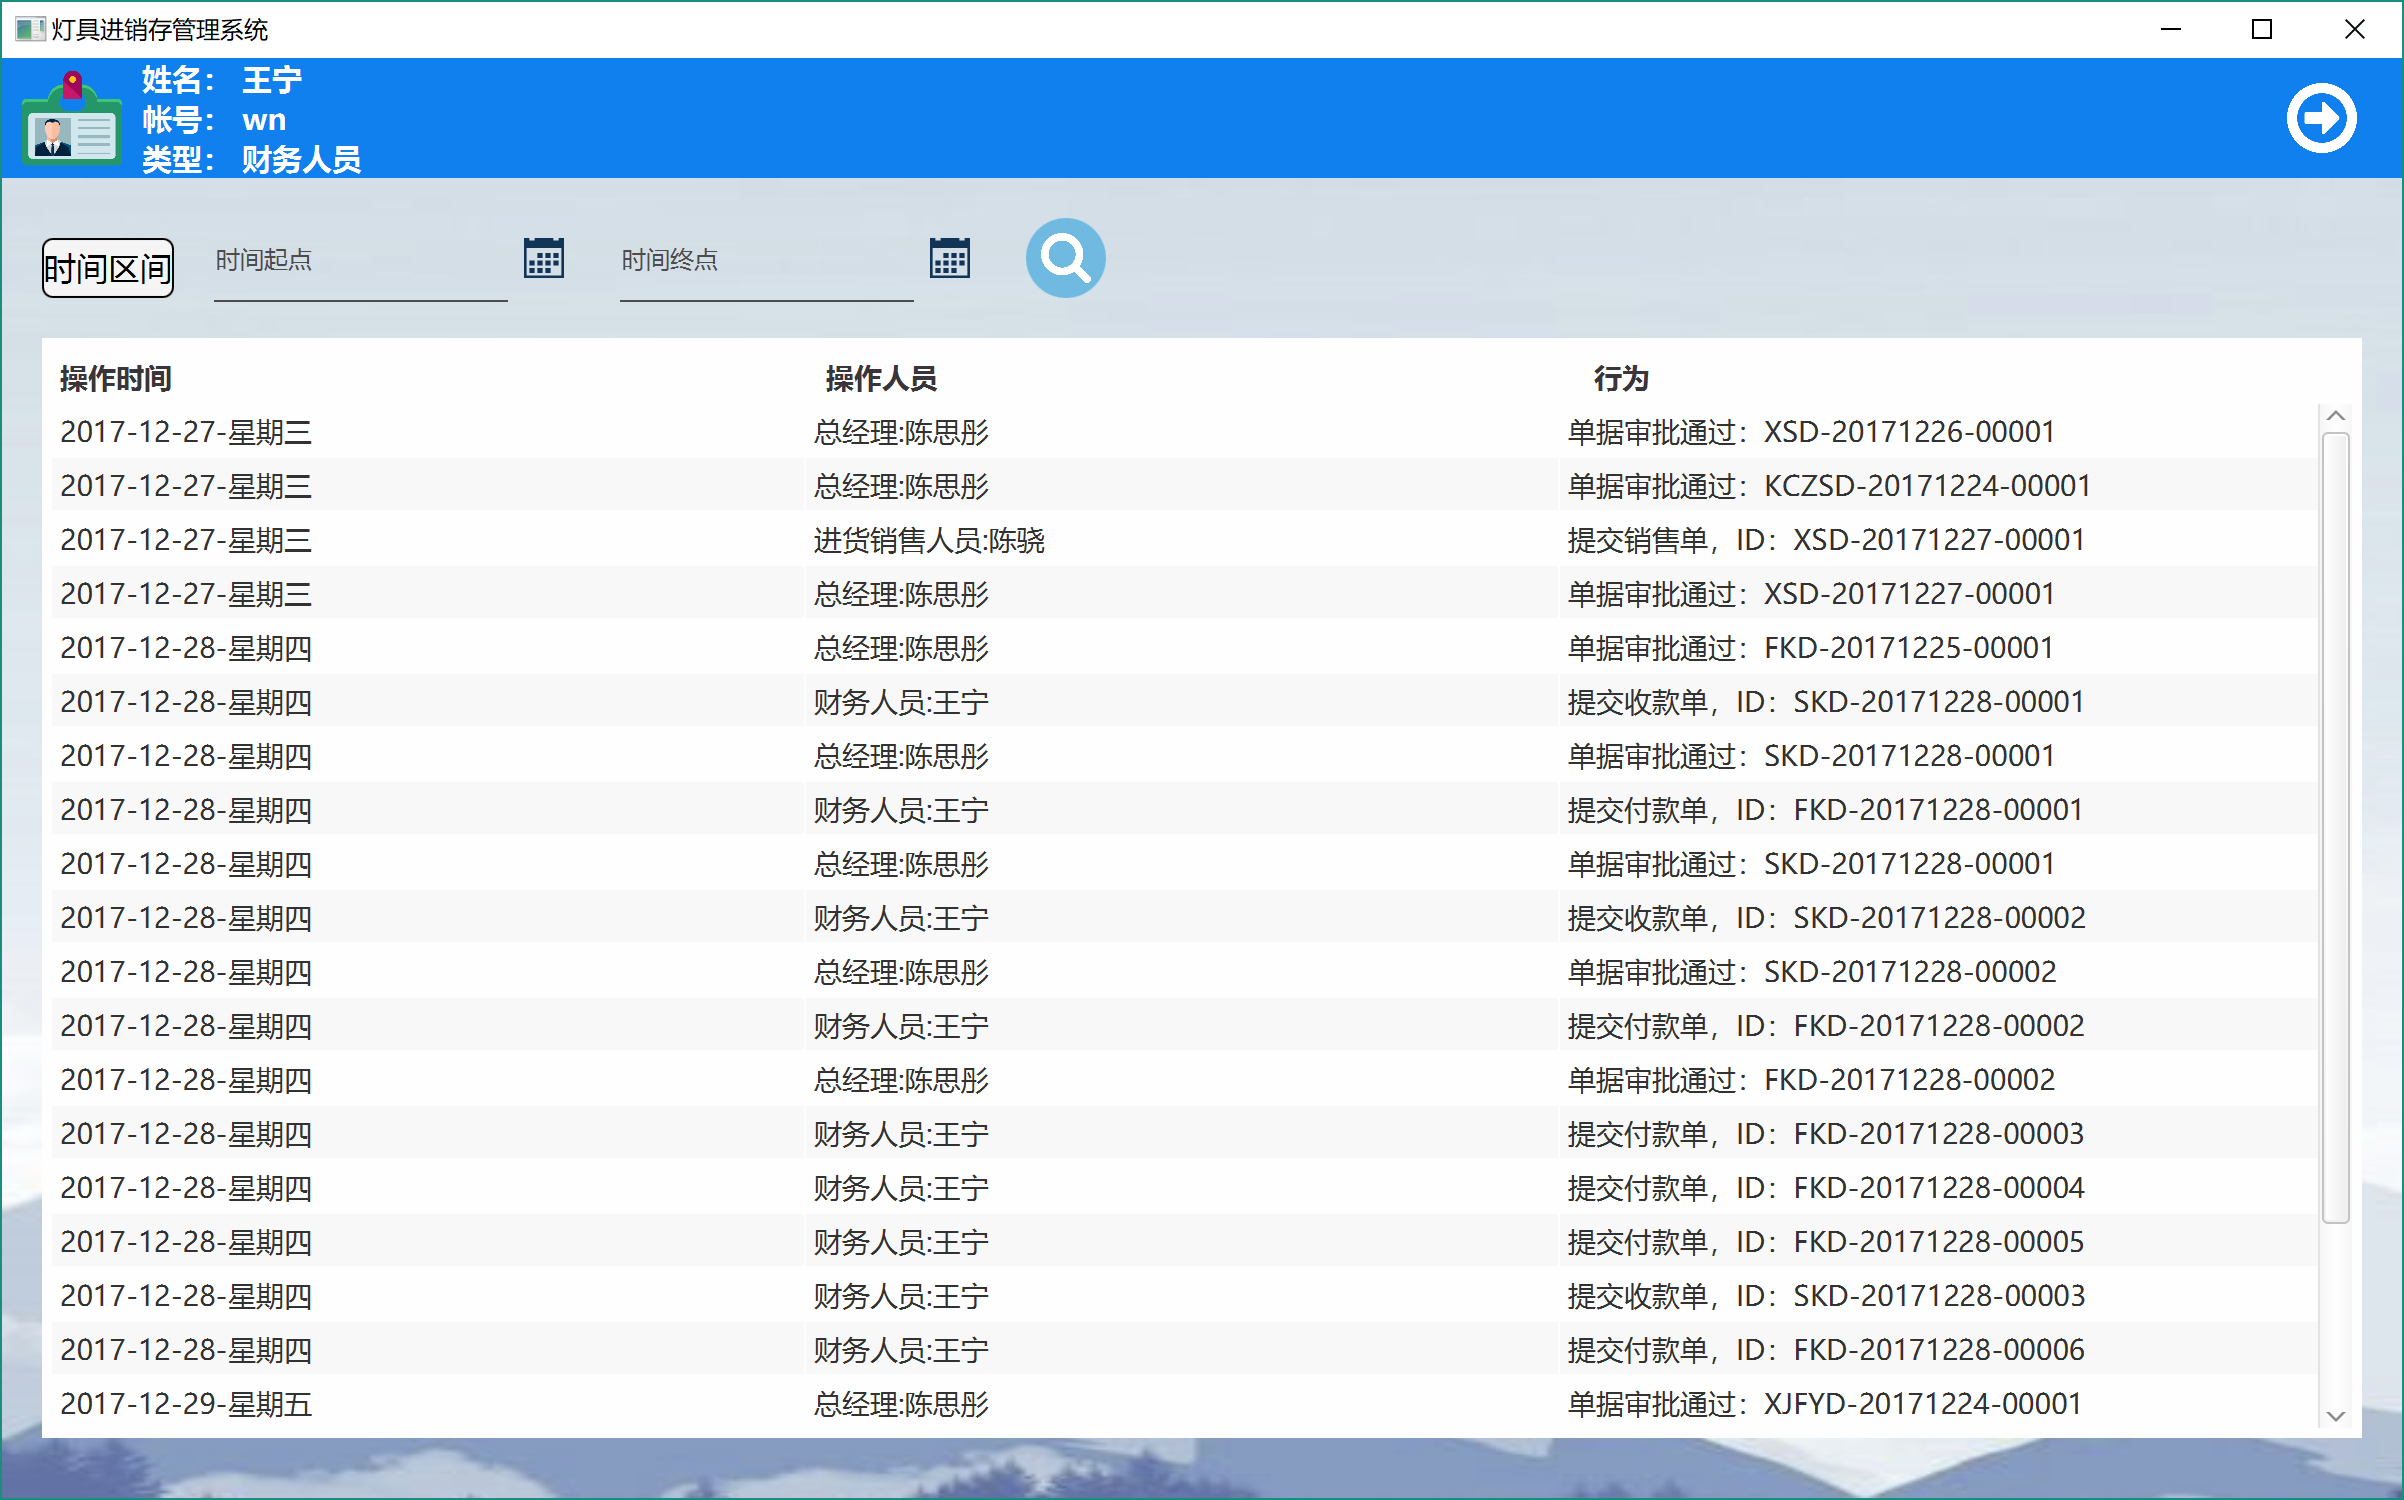 灯具进销存管理系统
姓名： 王宁
帐号： wn
类型： 财务人员
时间区间 时间起点 时间终点
操作时间 操作人员 行为
2017-12-27-星期三 总经理:陈思彤 单据审批通过：XSD-20171226-00001
2017-12-27-星期三 总经理:陈思彤 单据审批通过：KCZSD-20171224-00001
2017-12-27-星期三 进货销售人员:陈骁 提交销售单，ID：XSD-20171227-00001
2017-12-27-星期三 总经理:陈思彤 单据审批通过：XSD-20171227-00001
2017-12-28-星期四 总经理:陈思彤 单据审批通过：FKD-20171225-00001
2017-12-28-星期四 财务人员:王宁 提交收款单，ID：SKD-20171228-00001
2017-12-28-星期四 总经理:陈思彤 单据审批通过：SKD-20171228-00001
2017-12-28-星期四 财务人员:王宁 提交付款单，ID：FKD-20171228-00001
2017-12-28-星期四 总经理:陈思彤 单据审批通过：SKD-20171228-00001
2017-12-28-星期四 财务人员:王宁 提交收款单，ID：SKD-20171228-00002
2017-12-28-星期四 总经理:陈思彤 单据审批通过：SKD-20171228-00002
2017-12-28-星期四 财务人员:王宁 提交付款单，ID：FKD-20171228-00002
2017-12-28-星期四 总经理:陈思彤 单据审批通过：FKD-20171228-00002
2017-12-28-星期四 财务人员:王宁 提交付款单，ID：FKD-20171228-00003
2017-12-28-星期四 财务人员:王宁 提交付款单，ID：FKD-20171228-00004
2017-12-28-星期四 财务人员:王宁 提交付款单，ID：FKD-20171228-00005
2017-12-28-星期四 财务人员:王宁 提交收款单，ID：SKD-20171228-00003
2017-12-28-星期四 财务人员:王宁 提交付款单，ID：FKD-20171228-00006
2017-12-29-星期五 总经理:陈思彤 单据审批通过：XJFYD-20171224-00001